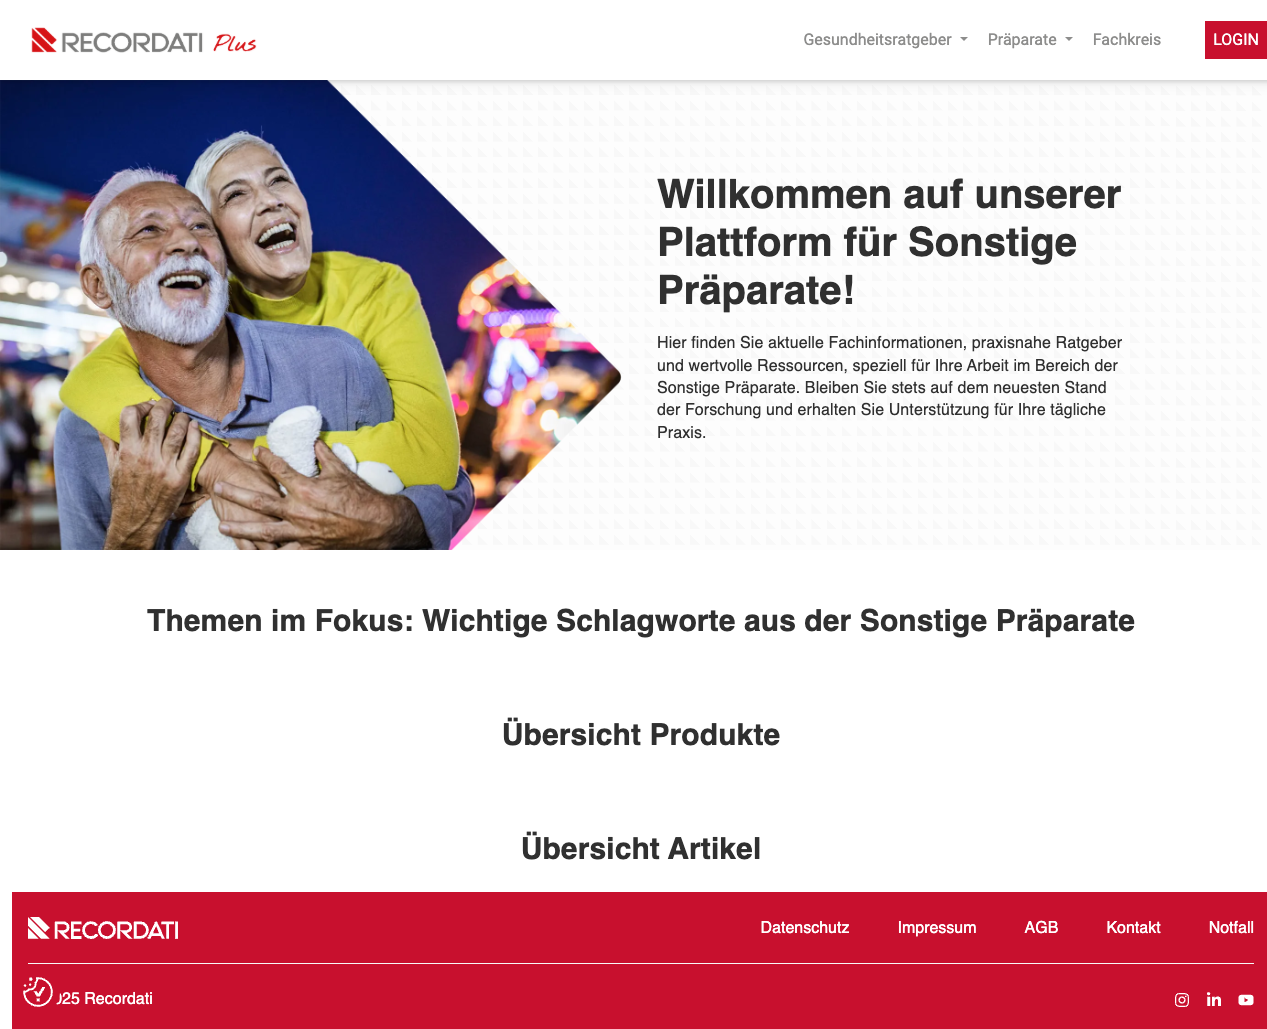 RECORDATI Plus
Gesundheitsratgeber
Präparate
Fachkreis
LOGIN
Willkommen auf unserer
Plattform für Sonstige
Präparate!
Hier finden Sie aktuelle Fachinformationen, praxisnahe Ratgeber
und wertvolle Ressourcen, speziell für Ihre Arbeit im Bereich der
Sonstige Präparate. Bleiben Sie stets auf dem neuesten Stand
der Forschung und erhalten Sie Unterstützung für Ihre tägliche
Praxis.
Themen im Fokus: Wichtige Schlagworte aus der Sonstige Präparate
Übersicht Produkte
Übersicht Artikel
RECORDATI
Datenschutz
Impressum
AGB
Kontakt
Notfall
25 Recordati